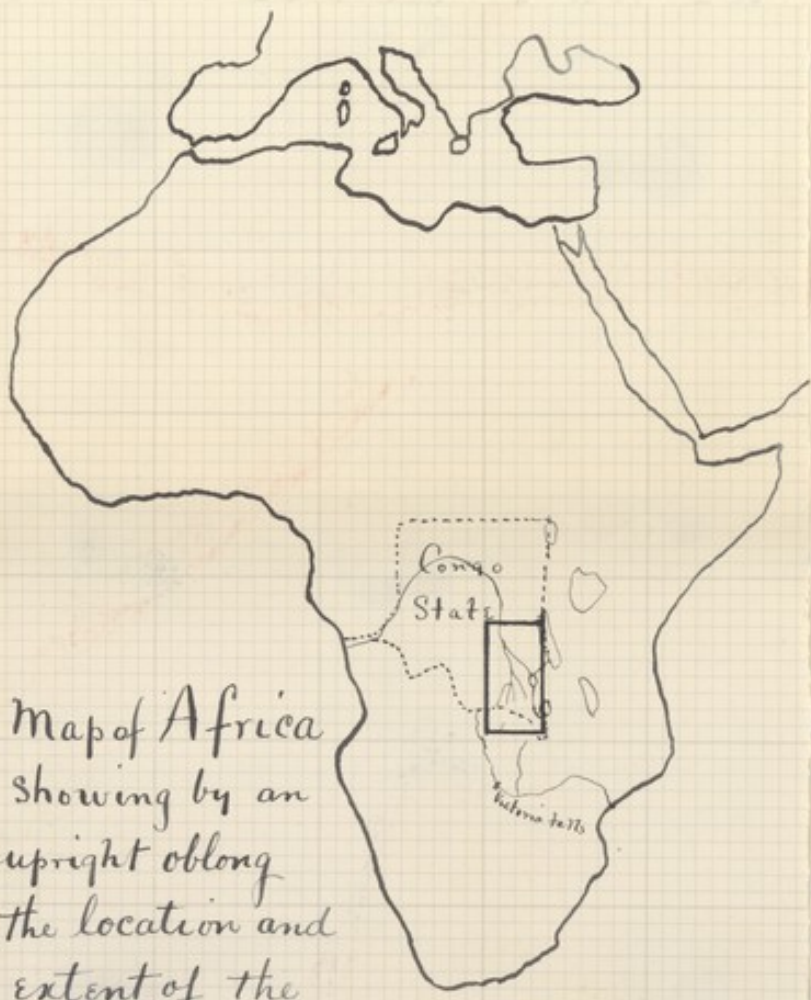 Congo
State
Victoria falls
Map of Africa
showing by an
upright oblong
the location and
extent of the